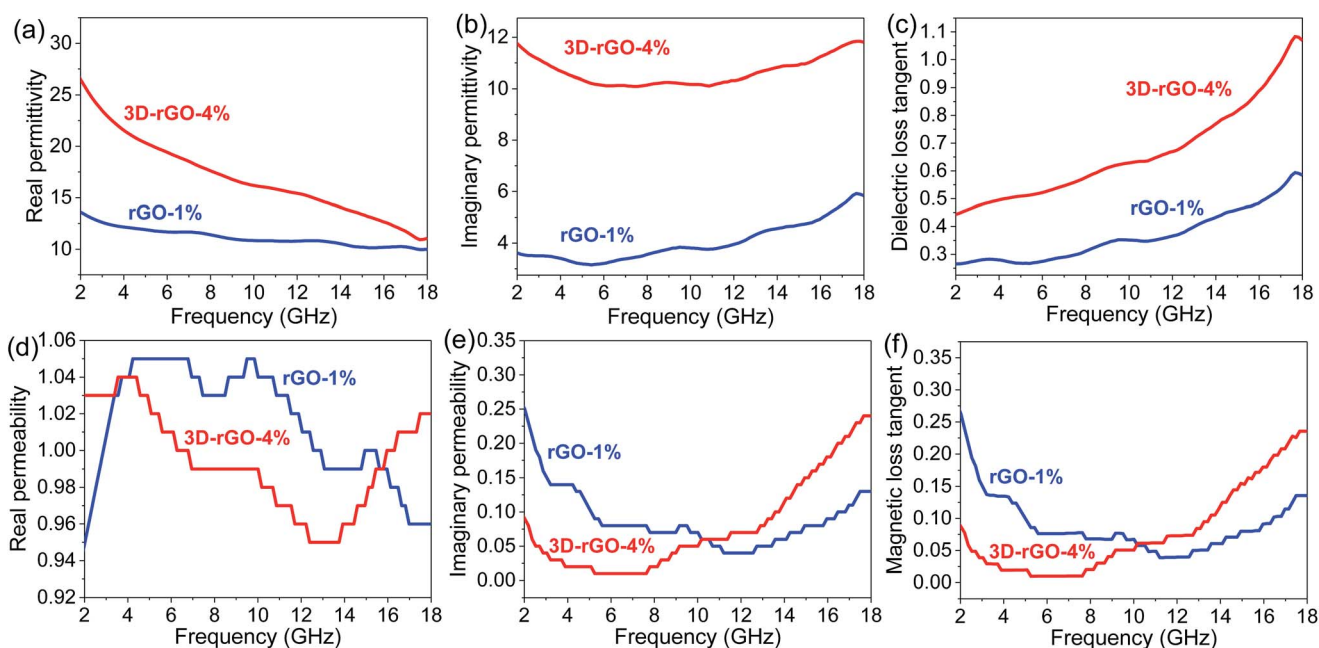 (a)
Real permittivity
30
25
20
15
10
3D-rGO-4%
rGO-1%
2 4 6 8 10 12 14 16 18
Frequency (GHz)
(b)
Imaginary permittivity
12
10
8
6
4
3D-rGO-4%
rGO-1%
2 4 6 8 10 12 14 16 18
Frequency (GHz)
(c)
Dielectric loss tangent
1.1
1.0
0.9
0.8
0.7
0.6
0.5
0.4
0.3
3D-rGO-4%
rGO-1%
2 4 6 8 10 12 14 16 18
Frequency (GHz)
(d)
Real permeability
1.06
1.04
1.02
1.00
0.98
0.96
0.94
0.92
rGO-1%
3D-rGO-4%
2 4 6 8 10 12 14 16 18
Frequency (GHz)
(e)
Imaginary permeability
0.35
0.30
0.25
0.20
0.15
0.10
0.05
0.00
rGO-1%
3D-rGO-4%
2 4 6 8 10 12 14 16 18
Frequency (GHz)
(f)
Magnetic loss tangent
0.35
0.30
0.25
0.20
0.15
0.10
0.05
0.00
rGO-1%
3D-rGO-4%
2 4 6 8 10 12 14 16 18
Frequency (GHz)